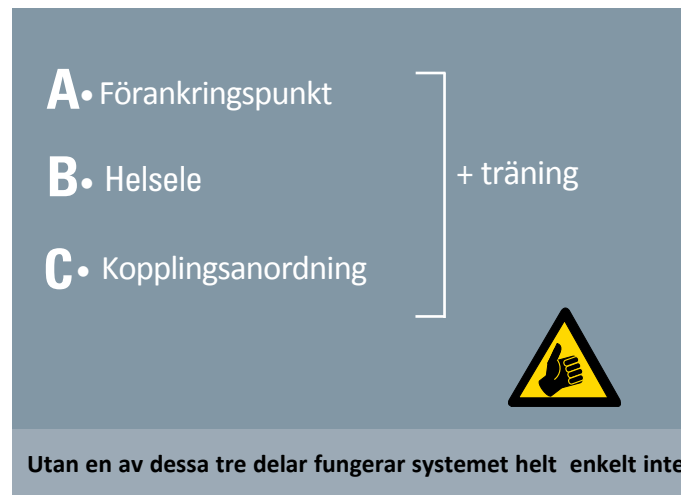 A• Förankringspunkt
B• Helsele
+ träning
C• Kopplingsanordning
Utan en av dessa tre delar fungerar systemet helt  enkelt inte